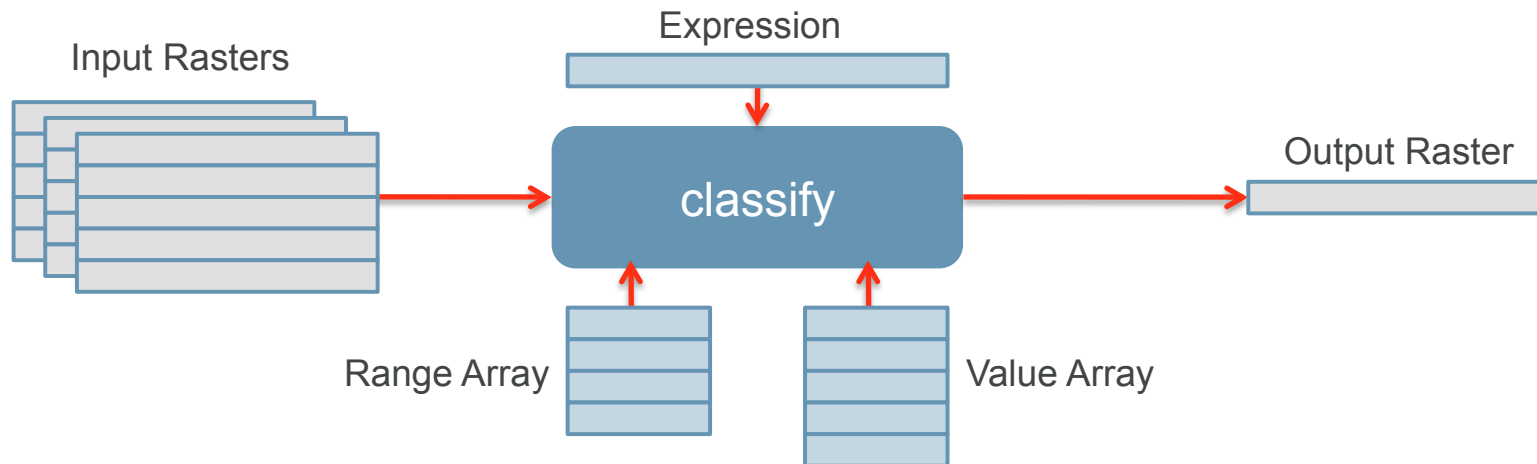 Expression
Input Rasters
Output Raster
classify
Range Array
Value Array